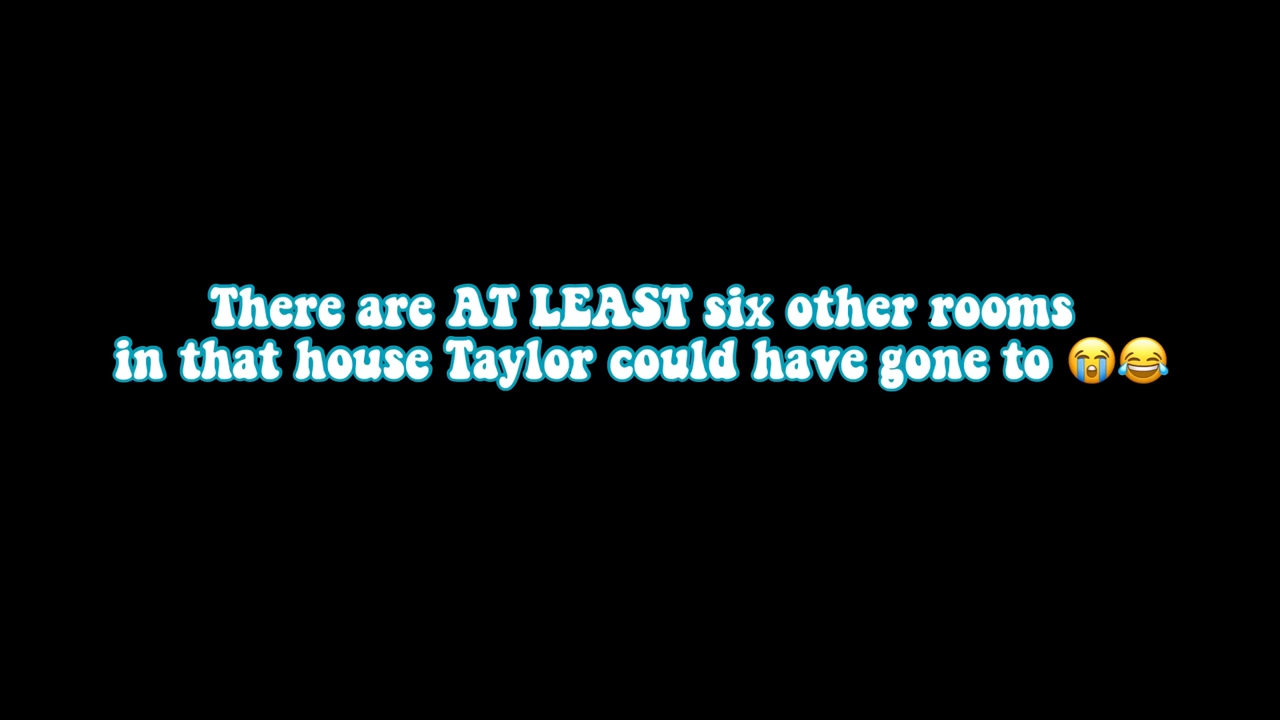 There are AT LEAST six other rooms
in that house Taylor could have gone to 😭😂